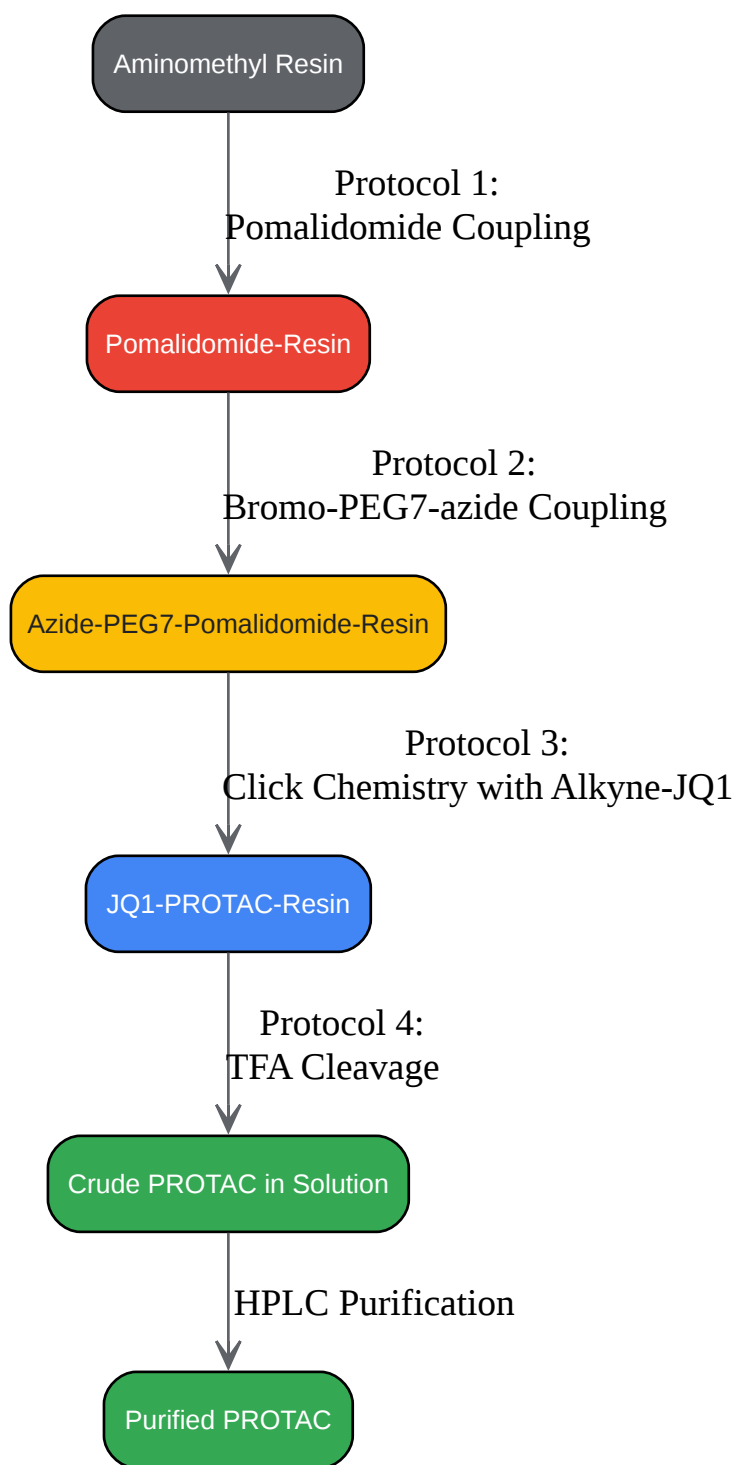 Aminomethyl Resin
Protocol 1:
Pomalidomide Coupling
Pomalidomide-Resin
Protocol 2:
Bromo-PEG7-azide Coupling
Azide-PEG7-Pomalidomide-Resin
Protocol 3:
Click Chemistry with Alkyne-JQ1
JQ1-PROTAC-Resin
Protocol 4:
TFA Cleavage
Crude PROTAC in Solution
HPLC Purification
Purified PROTAC